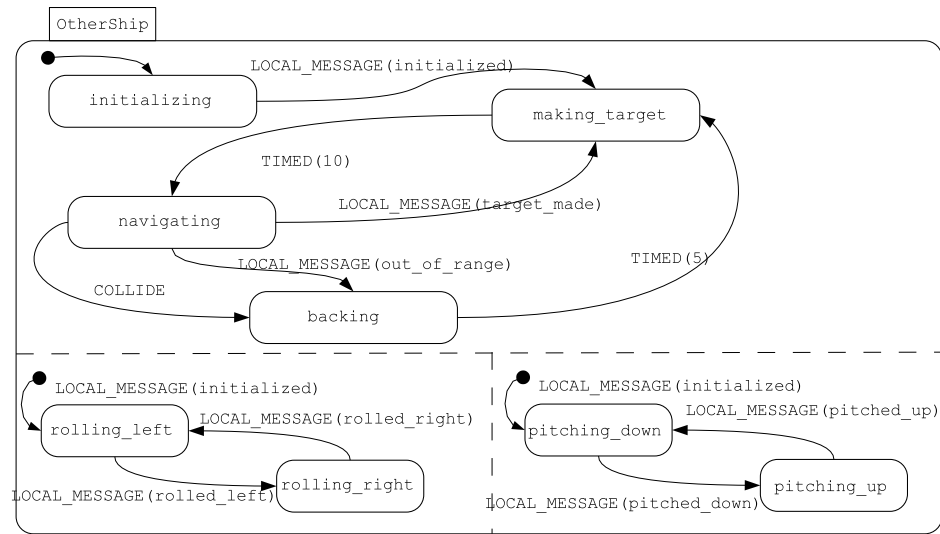 OtherShip
LOCAL_MESSAGE(initialized)
initializing
making_target
TIMED(10)
LOCAL_MESSAGE(target_made)
navigating
LOCAL_MESSAGE(out_of_range)
TIMED(5)
COLLIDE
backing
LOCAL_MESSAGE(initialized)
LOCAL_MESSAGE(rolled_right)
rolling_left
rolling_right
LOCAL_MESSAGE(rolled_left)
LOCAL_MESSAGE(initialized)
LOCAL_MESSAGE(pitched_up)
pitching_down
pitching_up
LOCAL_MESSAGE(pitched_down)